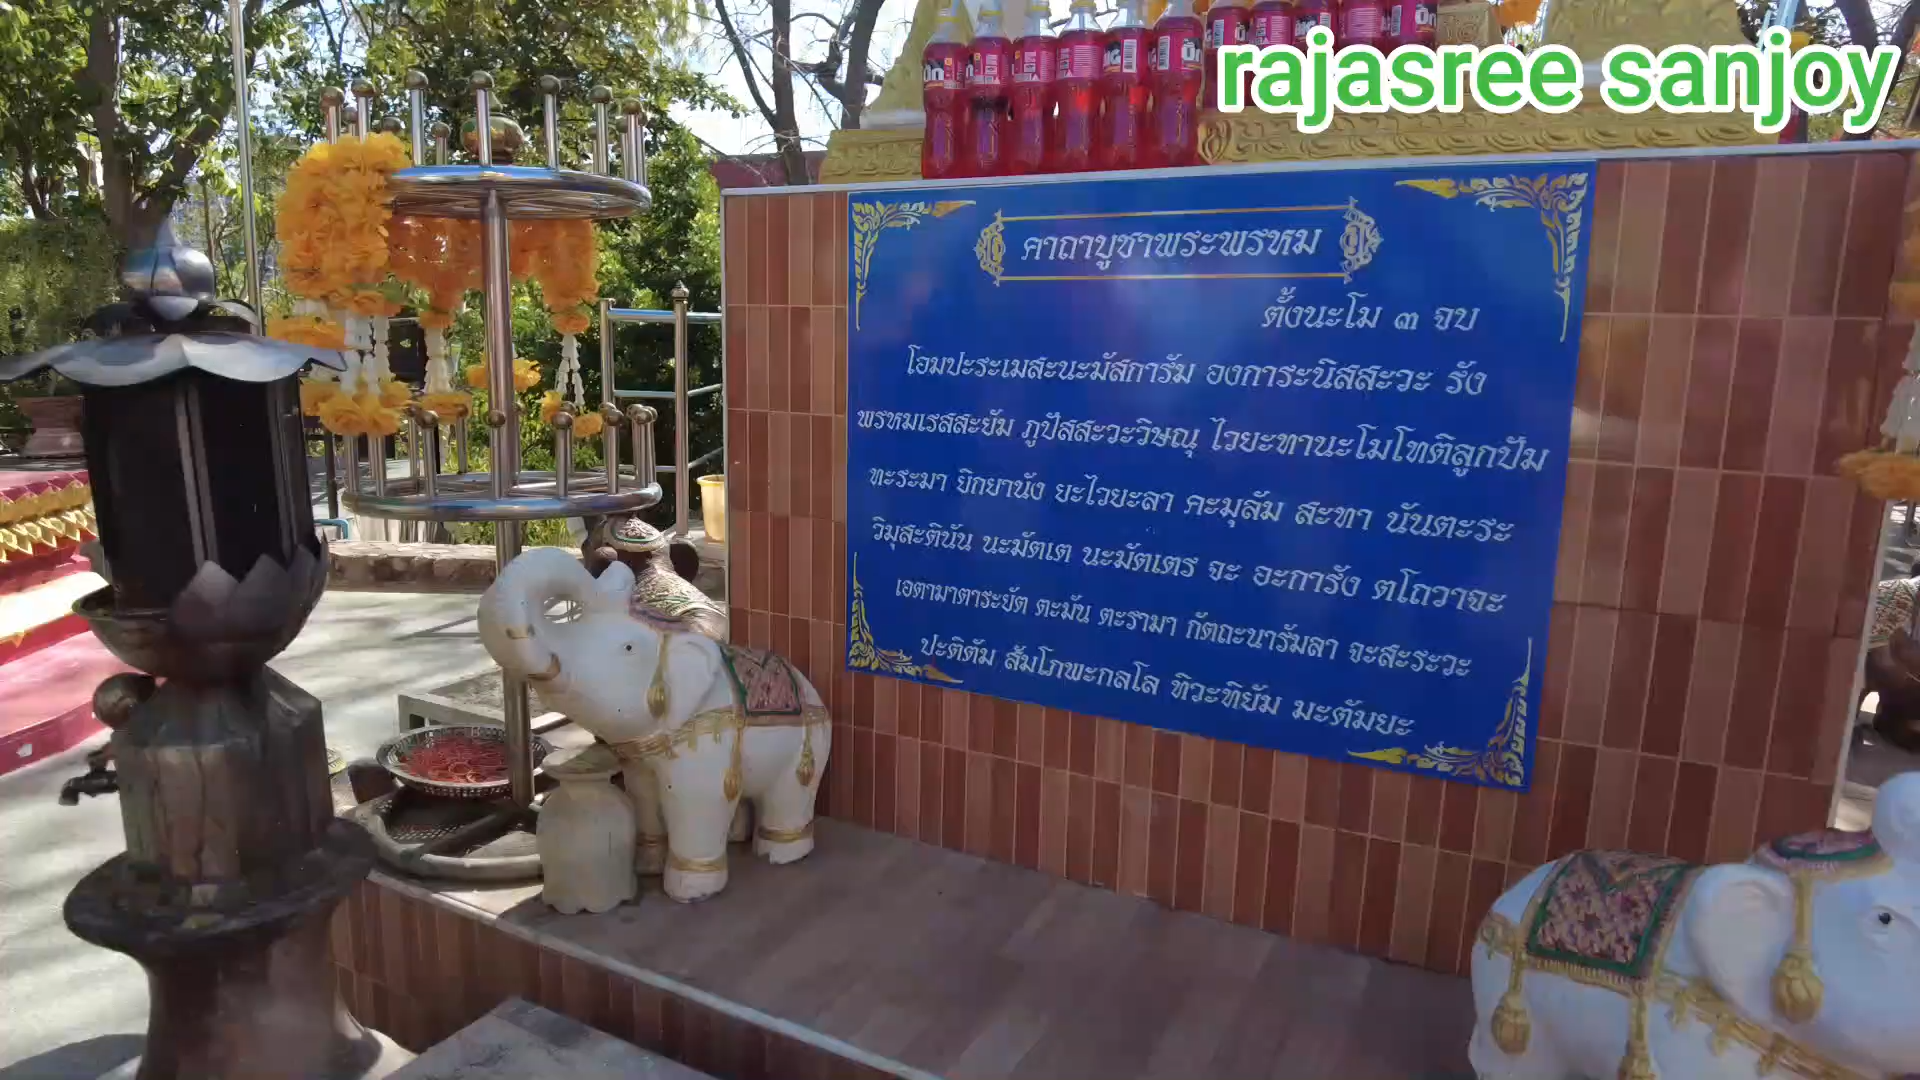 rajasree sanjoy
คาถาบูชาพระพรหม
ตั้งนะโม ๓ จบ
โอมปะระเมสะนะมัสการัม องการะนิสสะวะ รัง
พรหมเรสสะยัม ภูปัสสะวะวิษณุ ไวยะทานะโมโทติลูกปัม
ทะระมา ยิกยานัง ยะไวยะลา คะมุลัม สะทา นันตะระ
วิมุสะตินัน นะมัตเต นะมัตเตร จะ อะการัง ตโถวาจะ
เอตามาตาระยัต ตะมัน ตะรามา กัตถะนารัมลา จะสะระวะ
ปะติตัม สัมโภพะกลโล ทิวะทิยัม มะตัมยะ